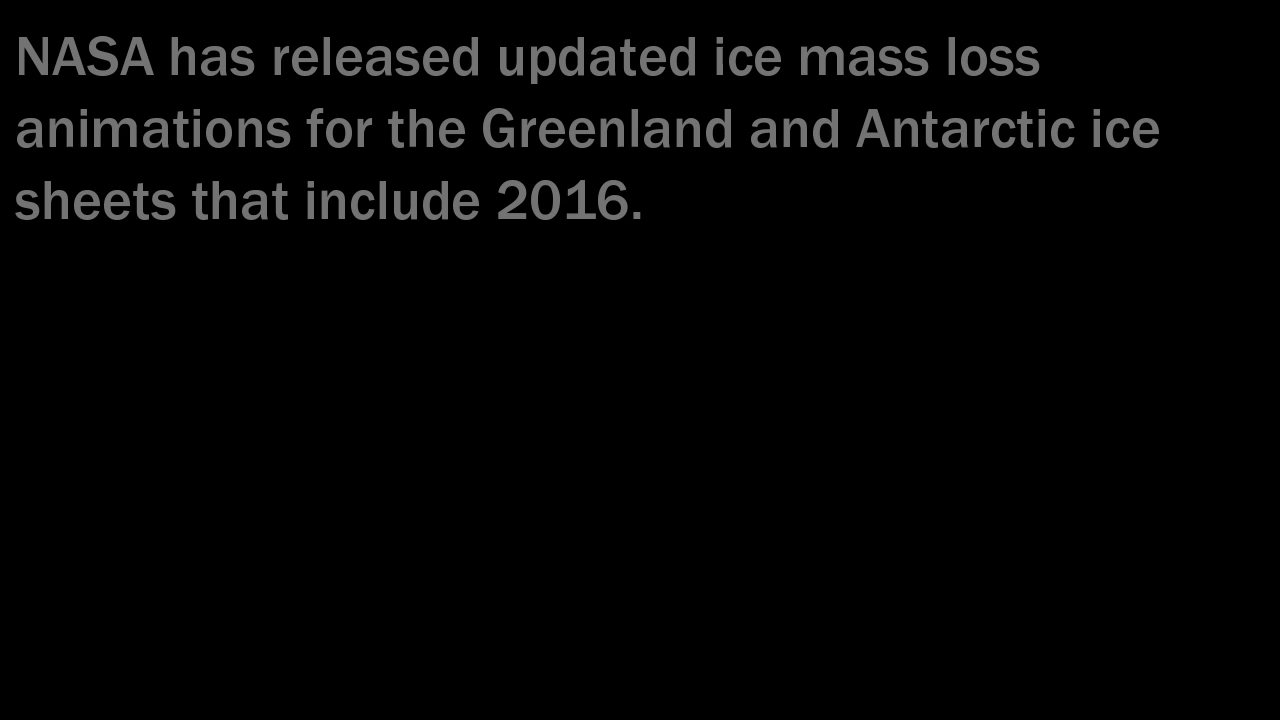 NASA has released updated ice mass loss
animations for the Greenland and Antarctic ice
sheets that include 2016.